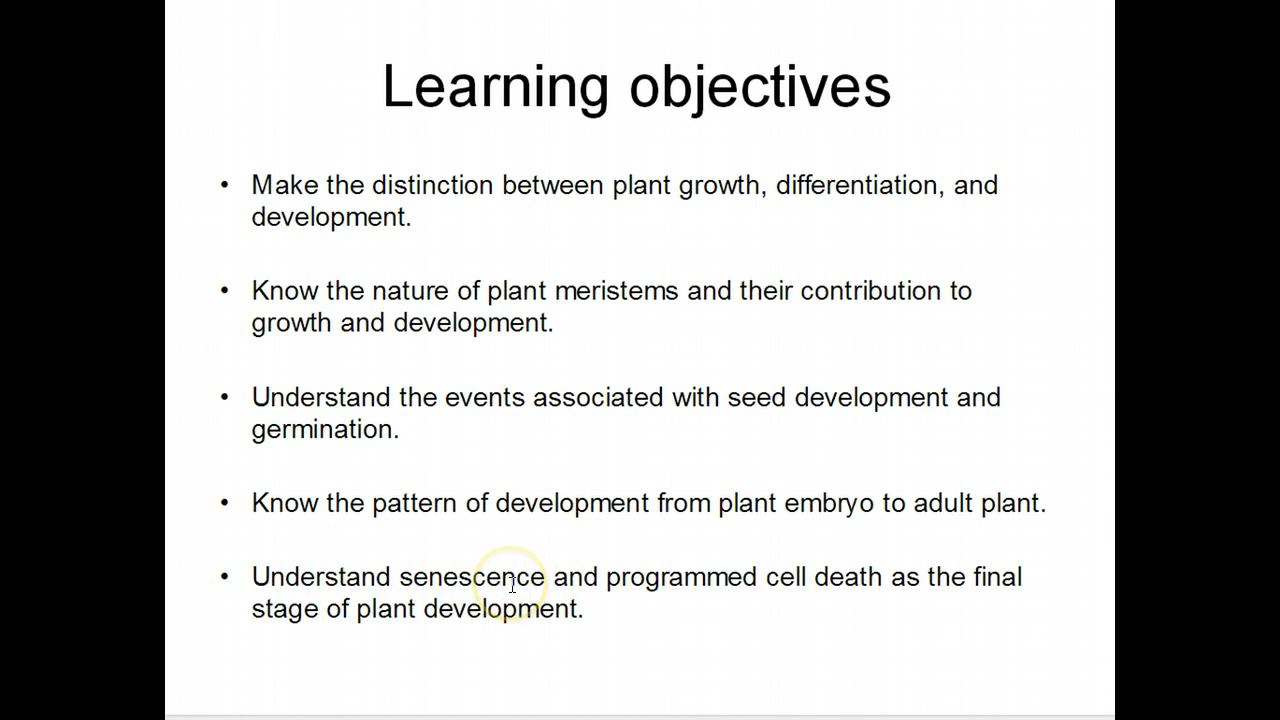 Learning objectives
• Make the distinction between plant growth, differentiation, and
development.
• Know the nature of plant meristems and their contribution to
growth and development.
• Understand the events associated with seed development and
germination.
• Know the pattern of development from plant embryo to adult plant.
• Understand senescence and programmed cell death as the final
stage of plant development.